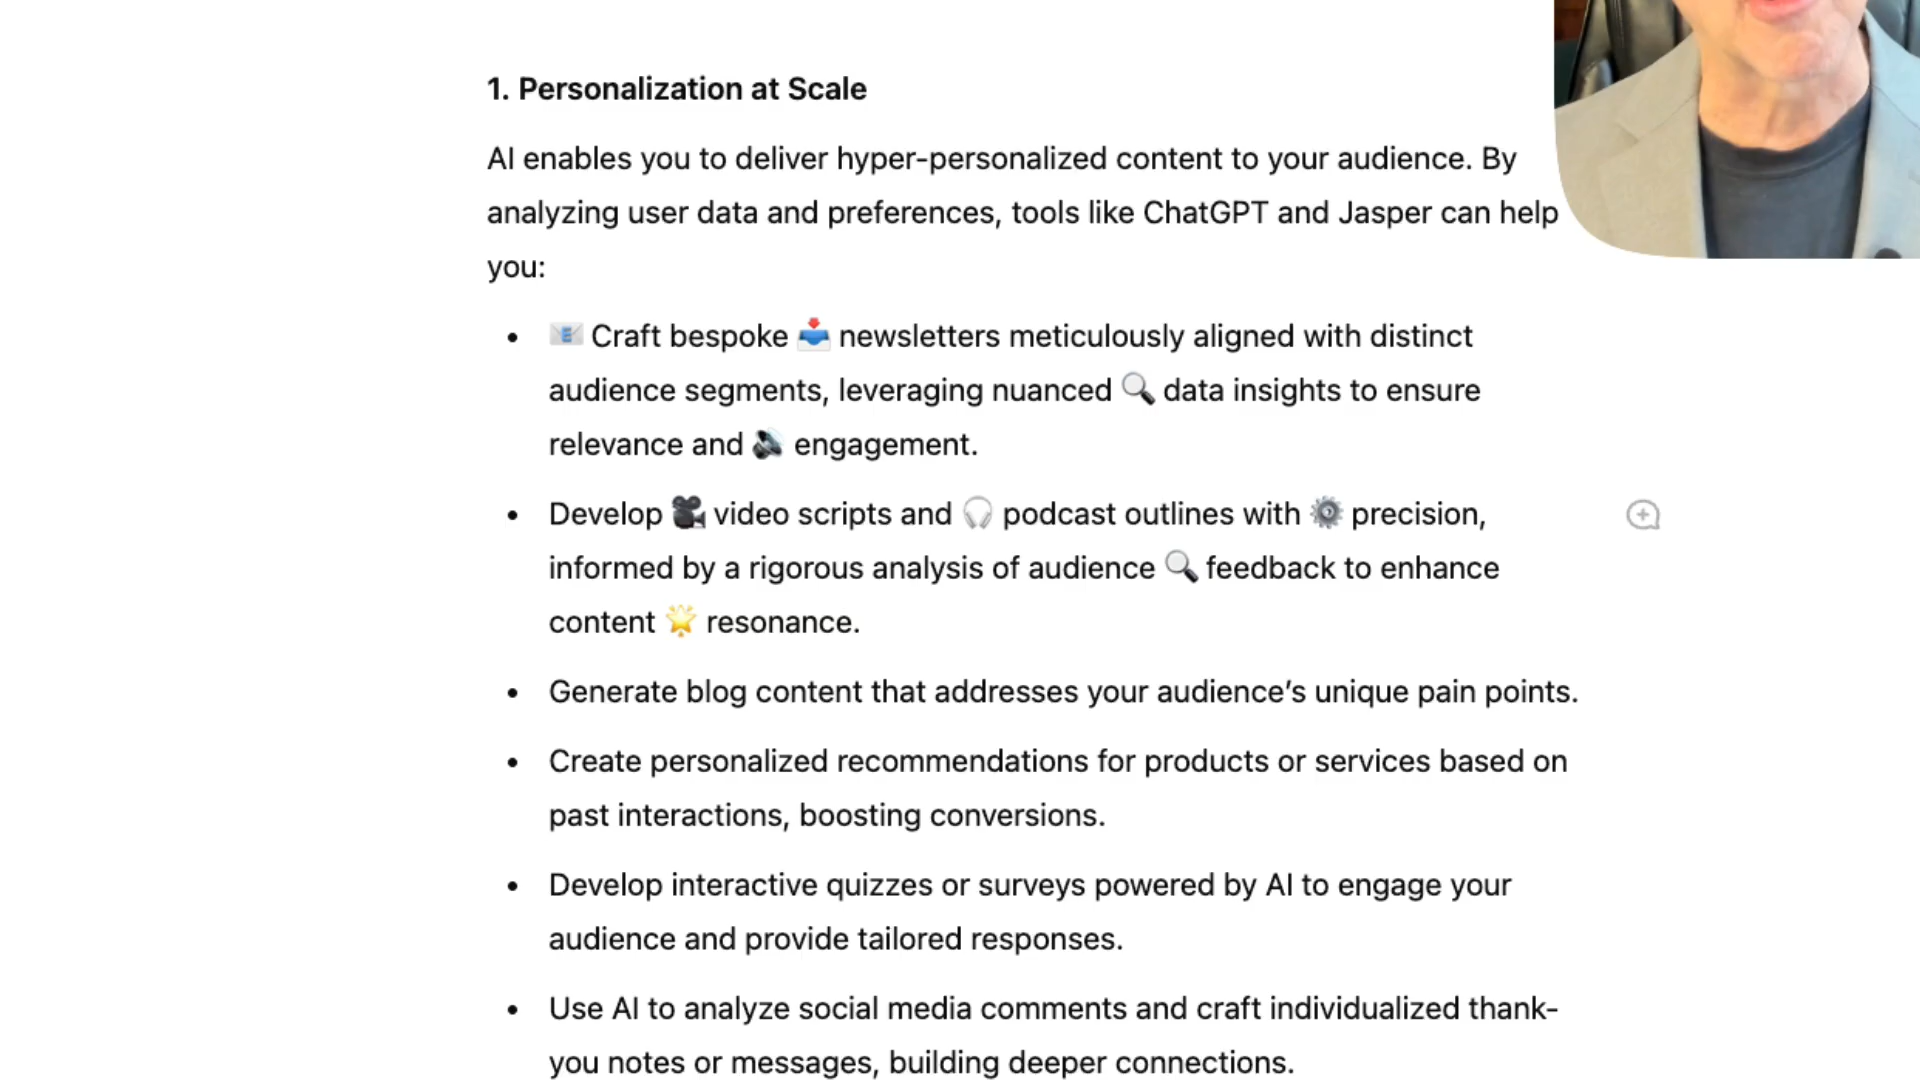 1. Personalization at Scale
AI enables you to deliver hyper-personalized content to your audience. By
analyzing user data and preferences, tools like ChatGPT and Jasper can help
you:
• 📧 Craft bespoke 📥 newsletters meticulously aligned with distinct
audience segments, leveraging nuanced 🔍 data insights to ensure
relevance and 🔊 engagement.
• Develop 🎥 video scripts and 🎧 podcast outlines with ⚙️ precision,
informed by a rigorous analysis of audience 🔍 feedback to enhance
content 🌟 resonance.
• Generate blog content that addresses your audience’s unique pain points.
• Create personalized recommendations for products or services based on
past interactions, boosting conversions.
• Develop interactive quizzes or surveys powered by AI to engage your
audience and provide tailored responses.
• Use AI to analyze social media comments and craft individualized thank-
you notes or messages, building deeper connections.